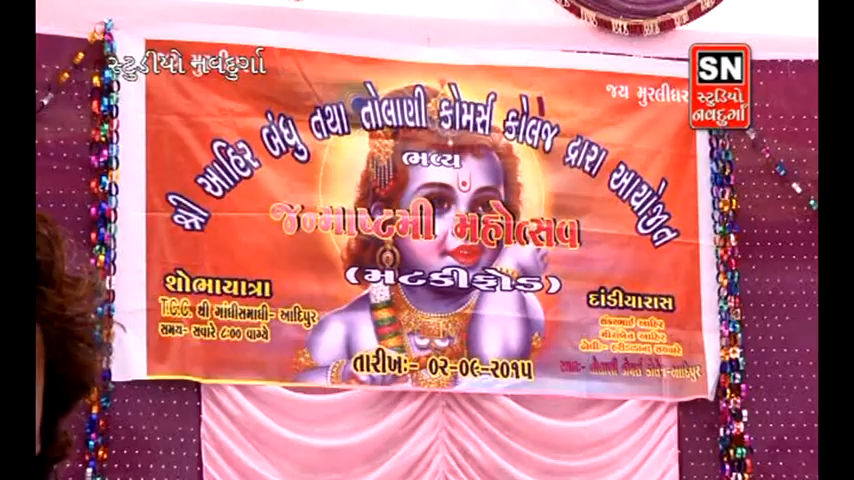 સ્ટુડીયો નવદુર્ગા
SN
સ્ટુડિયો
નવદુર્ગા
જય મુરલીધર
શ્રી આહિર બંધુ તથા તોલાણી કોમર્સ કોલેજ દ્રારા આયોજીત
ભવ્ય
જન્માષ્ટમી મહોત્સવ
(મટકીફોડ)
શોભાયાત્રા
T.C.C. થી ગાંધીસમાધી - આદિપુર
સમય:- સવારે ૮:૦૦ વાગ્યે
દાંડીયારાસ
તારીખ:- ૦૨-૦૯-૨૦૧૫